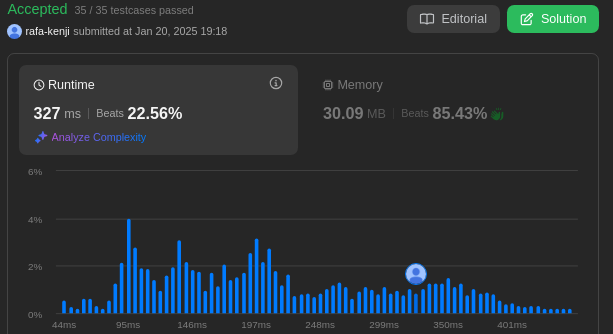 Accepted 35 / 35 testcases passed
Editorial
Solution
rafa-kenji submitted at Jan 20, 2025 19:18
Runtime
327 ms | Beats 22.56%
Analyze Complexity
Memory
30.09 MB | Beats 85.43%
6%
4%
2%
0%
44ms 95ms 146ms 197ms 248ms 299ms 350ms 401ms